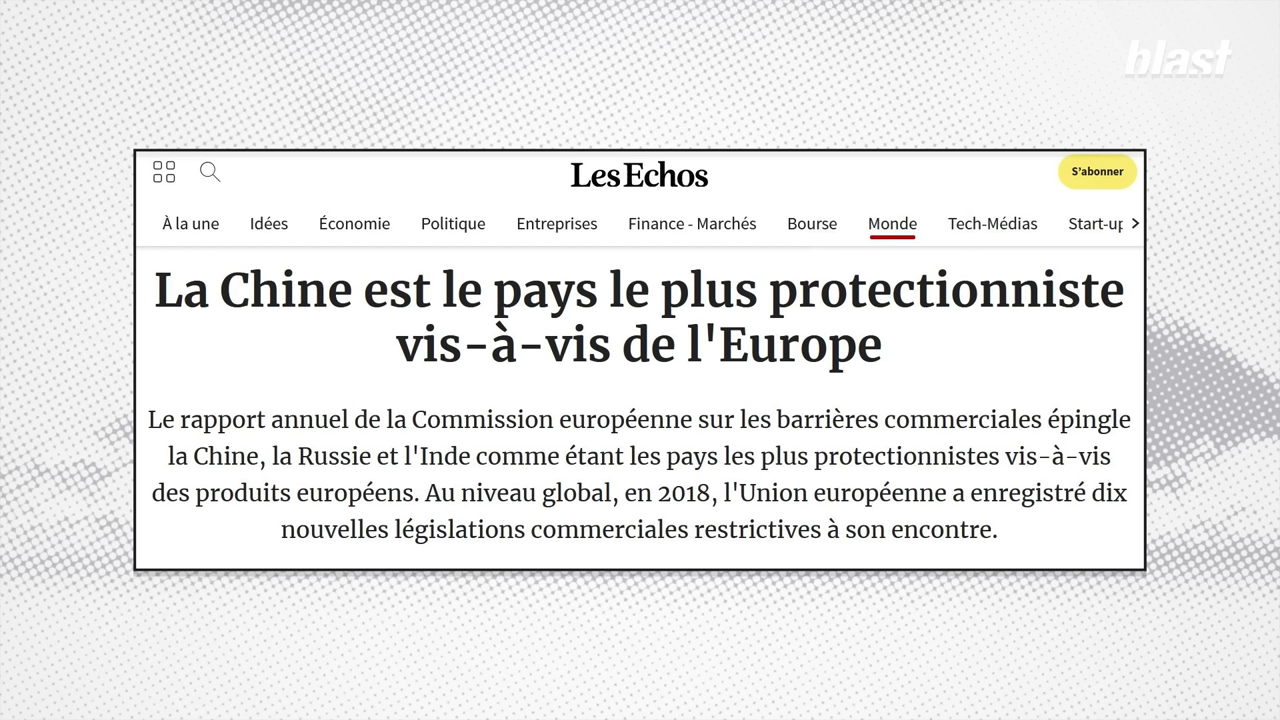 blast
Les Echos
S'abonner
À la une Idées Économie Politique Entreprises Finance - Marchés Bourse Monde Tech-Médias Start-up
La Chine est le pays le plus protectionniste
vis-à-vis de l'Europe
Le rapport annuel de la Commission européenne sur les barrières commerciales épingle
la Chine, la Russie et l'Inde comme étant les pays les plus protectionnistes vis-à-vis
des produits européens. Au niveau global, en 2018, l'Union européenne a enregistré dix
nouvelles législations commerciales restrictives à son encontre.